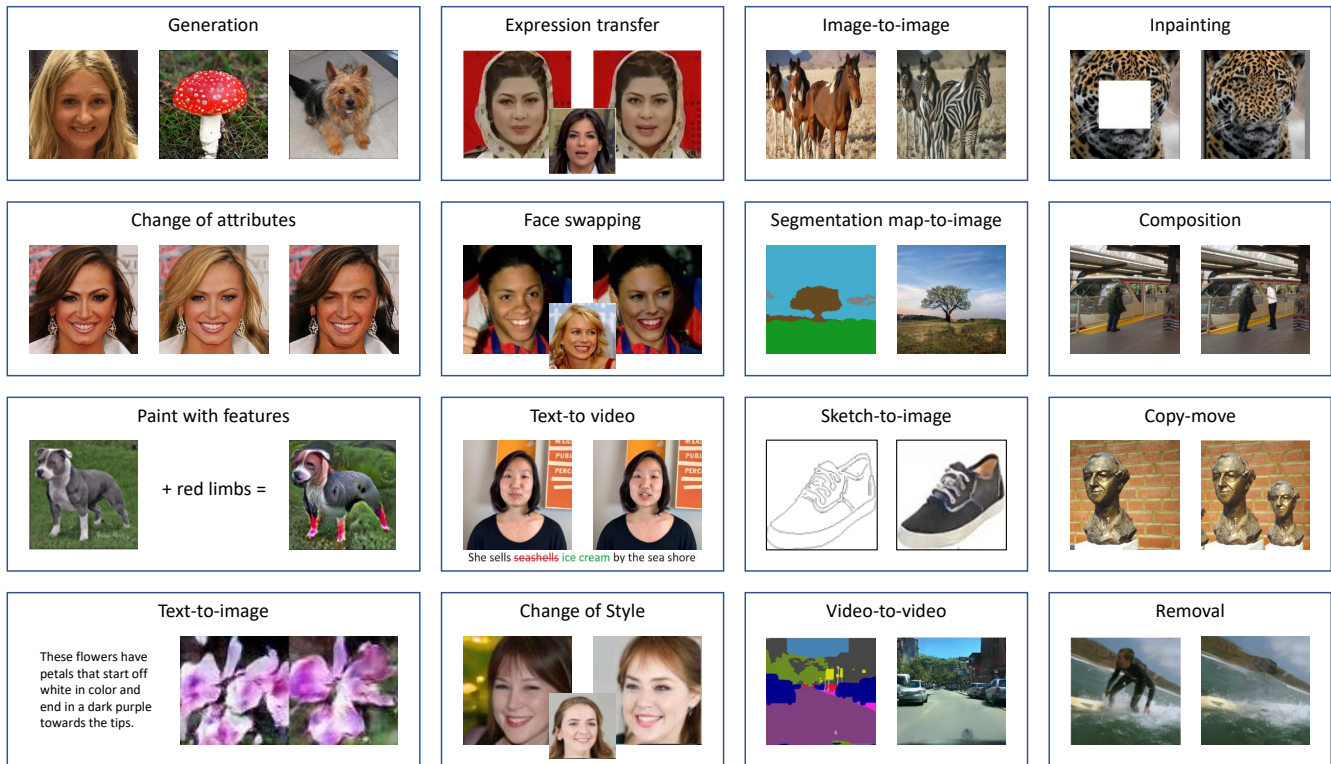 Generation
Expression transfer
Image-to-image
Inpainting
Change of attributes
Face swapping
Segmentation map-to-image
Composition
Paint with features
+ red limbs =
Text-to video
She sells seashells ice cream by the sea shore
Sketch-to-image
Copy-move
Text-to-image
These flowers have
petals that start off
white in color and
end in a dark purple
towards the tips.
Change of Style
Video-to-video
Removal